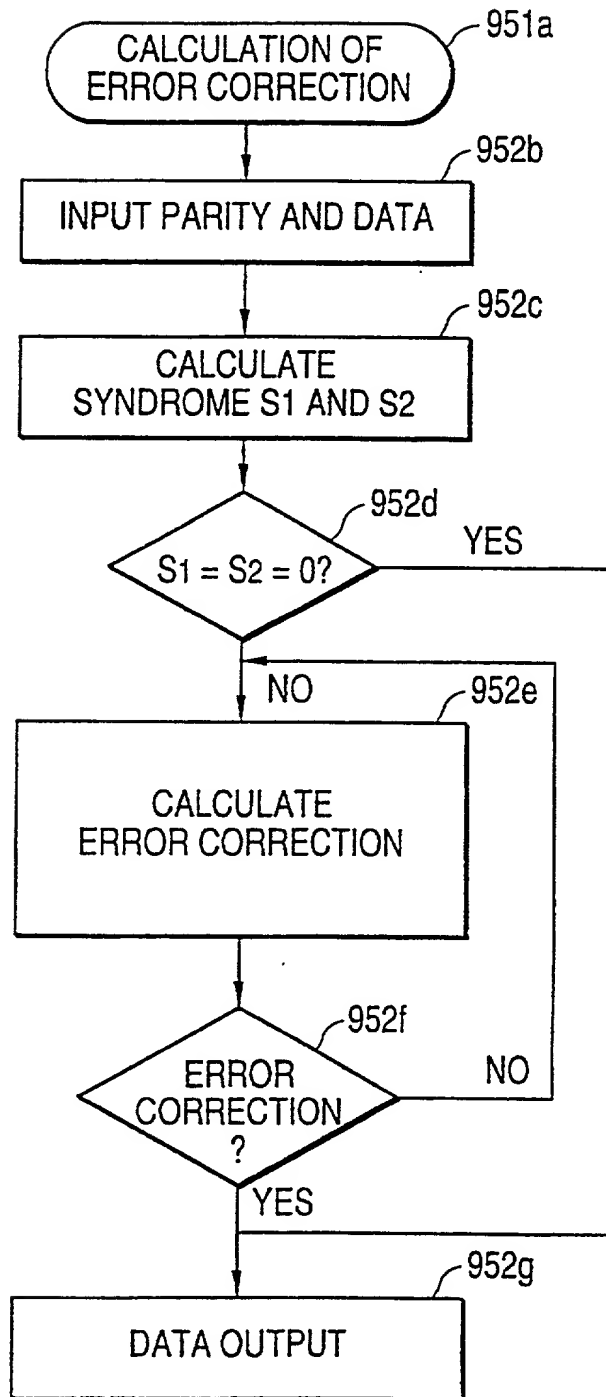 951a
CALCULATION OF
ERROR CORRECTION
952b
INPUT PARITY AND DATA
952c
CALCULATE
SYNDROME S1 AND S2
952d
YES
S1 = S2 = 0?
NO
952e
CALCULATE
ERROR CORRECTION
952f
ERROR
CORRECTION
?
NO
YES
952g
DATA OUTPUT